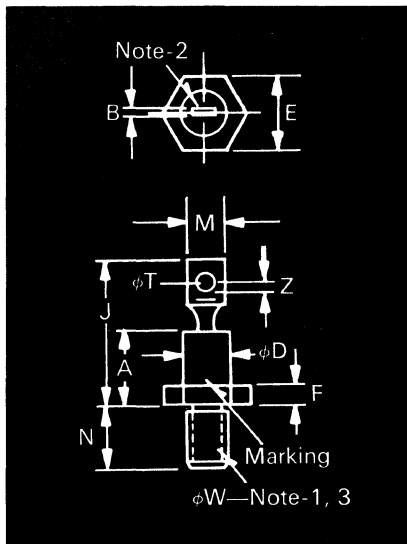 Note-2
B
E
M
φT
Z
J
A
φD
F
N
Marking
φW—Note-1, 3